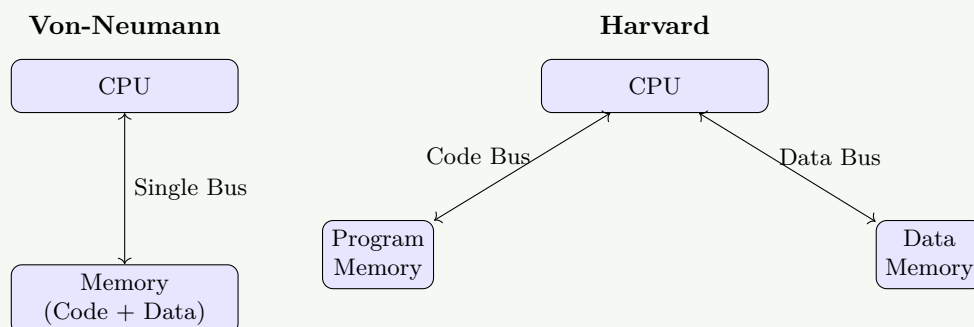 Von-Neumann
CPU
Single Bus
Memory
(Code + Data)
Harvard
CPU
Code Bus
Data Bus
Program
Memory
Data
Memory